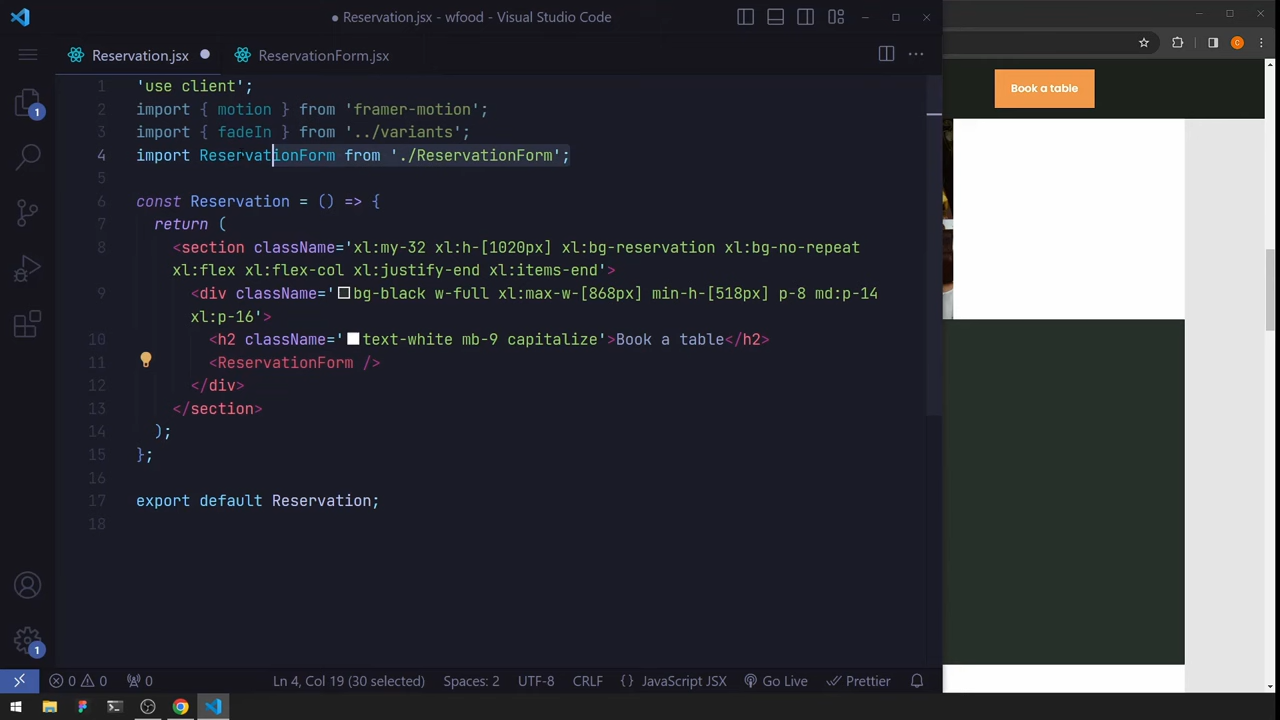 ● Reservation.jsx - wfood - Visual Studio Code
Reservation.jsx ●
ReservationForm.jsx
Book a table
1 'use client';
2 import { motion } from 'framer-motion';
3 import { fadeIn } from '../variants';
4 import ReservationForm from './ReservationForm';
5
6 const Reservation = () => {
7 return (
8 <section className='xl:my-32 xl:h-[1020px] xl:bg-reservation xl:bg-no-repeat
xl:flex xl:flex-col xl:justify-end xl:items-end'>
9 <div className='bg-black w-full xl:max-w-[868px] min-h-[518px] p-8 md:p-14
xl:p-16'>
10 <h2 className='text-white mb-9 capitalize'>Book a table</h2>
11 <ReservationForm />
12 </div>
13 </section>
14 );
15 };
16
17 export default Reservation;
18
1
1
C
0 0 0 Ln 4, Col 19 (30 selected) Spaces: 2 UTF-8 CRLF {} JavaScript JSX Go Live Prettier